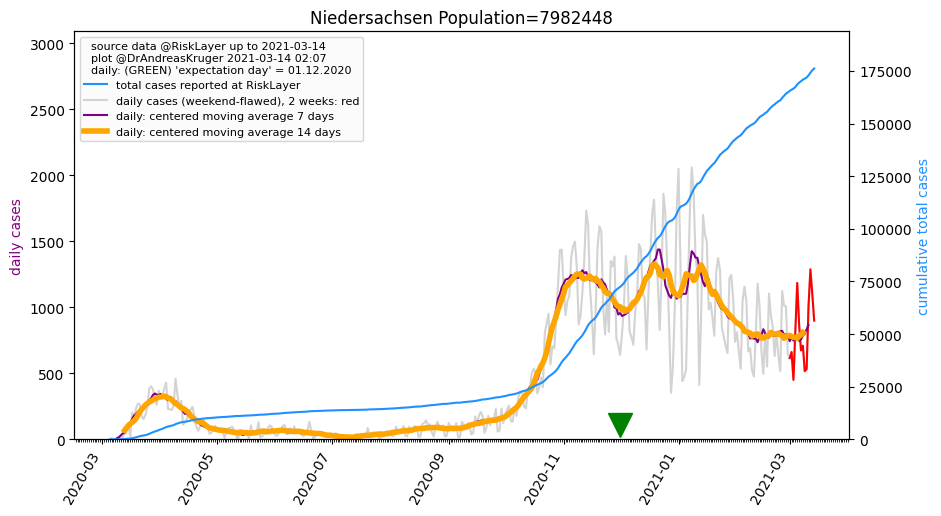 Niedersachsen Population=7982448
source data @RiskLayer up to 2021-03-14
plot @DrAndreasKruger 2021-03-14 02:07
daily: (GREEN) 'expectation day' = 01.12.2020
total cases reported at RiskLayer
daily cases (weekend-flawed), 2 weeks: red
daily: centered moving average 7 days
daily: centered moving average 14 days
daily cases
3000
2500
2000
1500
1000
500
0
cumulative total cases
175000
150000
125000
100000
75000
50000
25000
0
2020-03
2020-05
2020-07
2020-09
2020-11
2021-01
2021-03